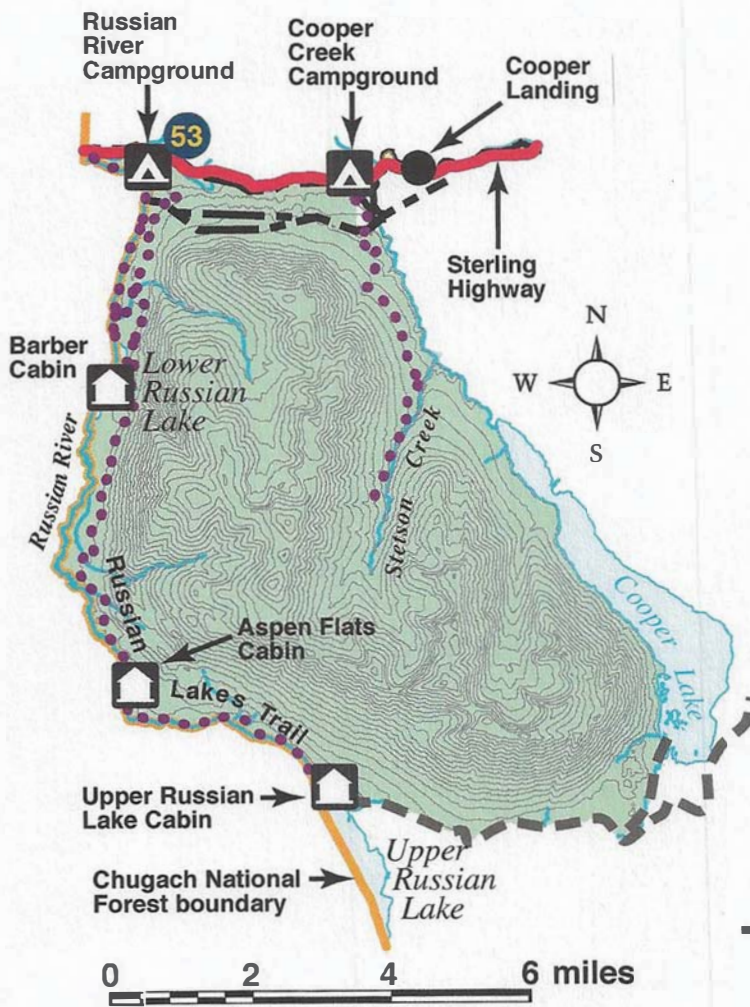 Russian
River
Campground
Cooper
Creek
Campground
Cooper
Landing
53
Sterling
Highway
N
W
E
S
Barber
Cabin
Lower
Russian
Lake
Russian River
Stetson Creek
Cooper Lake
Russian
Lakes Trail
Aspen Flats
Cabin
Upper Russian
Lake Cabin
Upper
Russian
Lake
Chugach National
Forest boundary
0 2 4 6 miles